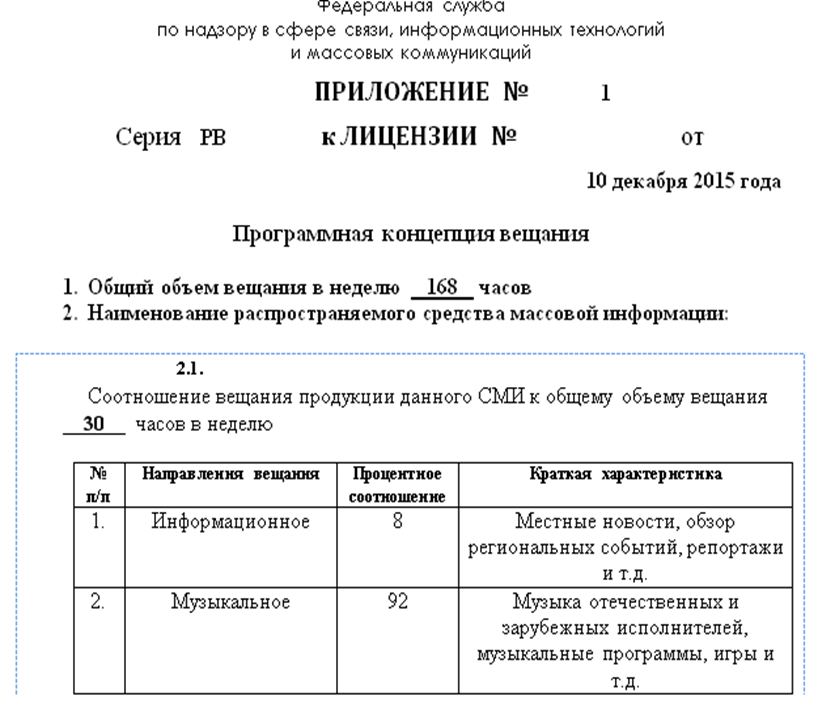 Федеральная служба
по надзору в сфере связи, информационных технологий
и массовых коммуникаций
ПРИЛОЖЕНИЕ № 1
Серия РВ к ЛИЦЕНЗИИ № от
10 декабря 2015 года
Программная концепция вещания
1. Общий объем вещания в неделю 168 часов
2. Наименование распространяемого средства массовой информации:
2.1.
Соотношение вещания продукции данного СМИ к общему объему вещания
30 часов в неделю
№ п/п Направления вещания Процентное соотношение Краткая характеристика
1. Информационное 8 Местные новости, обзор
региональных событий, репортажи
и т.д.
2. Музыкальное 92 Музыка отечественных и
зарубежных исполнителей,
музыкальные программы, игры и
т.д.